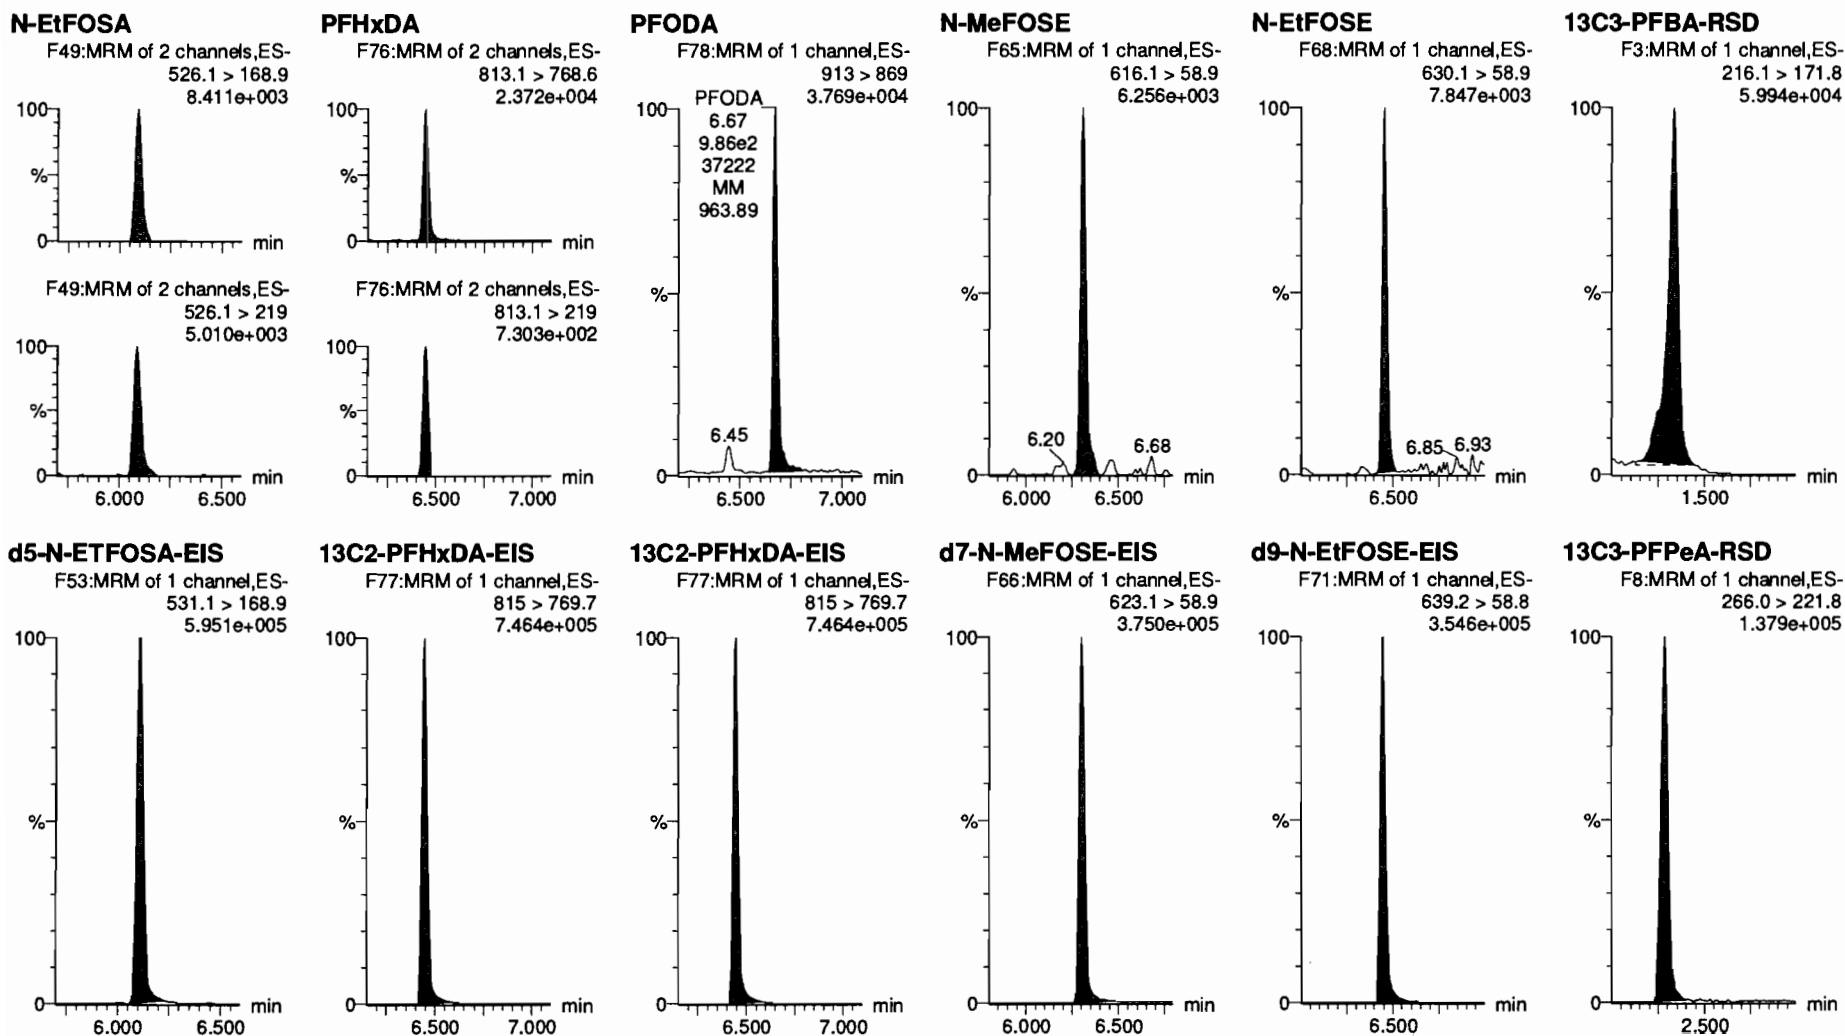 N-EtFOSA
F49:MRM of 2 channels,ES-
526.1 > 168.9
8.411e+003
100
%
0
min
F49:MRM of 2 channels,ES-
526.1 > 219
5.010e+003
100
%
0
min
6.000 6.500
PFHxDA
F76:MRM of 2 channels,ES-
813.1 > 768.6
2.372e+004
100
%
0
min
F76:MRM of 2 channels,ES-
813.1 > 219
7.303e+002
100
%
0
min
6.500 7.000
PFODA
F78:MRM of 1 channel,ES-
913 > 869
3.769e+004
100
PFODA
6.67
9.86e2
37222
MM
963.89
%
6.45
0
min
6.500 7.000
N-MeFOSE
F65:MRM of 1 channel,ES-
616.1 > 58.9
6.256e+003
100
%
6.20
6.68
0
min
6.000 6.500
N-EtFOSE
F68:MRM of 1 channel,ES-
630.1 > 58.9
7.847e+003
100
%
6.85 6.93
0
min
6.500
13C3-PFBA-RSD
F3:MRM of 1 channel,ES-
216.1 > 171.8
5.994e+004
100
%
0
min
1.500
d5-N-ETFOSA-EIS
F53:MRM of 1 channel,ES-
531.1 > 168.9
5.951e+005
100
%
0
min
6.000 6.500
13C2-PFHxDA-EIS
F77:MRM of 1 channel,ES-
815 > 769.7
7.464e+005
100
%
0
min
6.500 7.000
13C2-PFHxDA-EIS
F77:MRM of 1 channel,ES-
815 > 769.7
7.464e+005
100
%
0
min
6.500 7.000
d7-N-MeFOSE-EIS
F66:MRM of 1 channel,ES-
623.1 > 58.9
3.750e+005
100
%
0
min
6.000 6.500
d9-N-EtFOSE-EIS
F71:MRM of 1 channel,ES-
639.2 > 58.8
3.546e+005
100
%
0
min
6.500
13C3-PFPeA-RSD
F8:MRM of 1 channel,ES-
266.0 > 221.8
1.379e+005
100
%
0
min
2.500